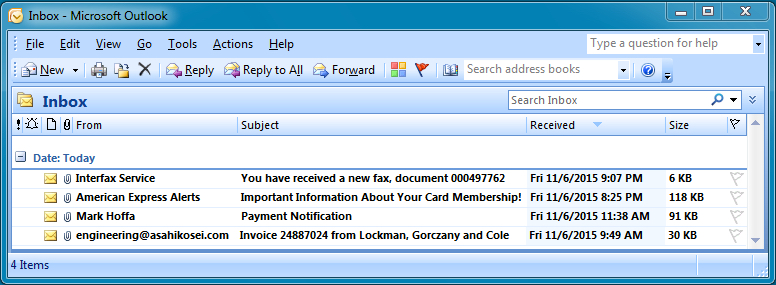 Inbox - Microsoft Outlook
File Edit View Go Tools Actions Help Type a question for help
New Reply Reply to All Forward Search address books
Inbox Search Inbox
From Subject Received Size
Date: Today
Interfax Service You have received a new fax, document 000497762 Fri 11/6/2015 9:07 PM 6 KB
American Express Alerts Important Information About Your Card Membership! Fri 11/6/2015 8:25 PM 118 KB
Mark Hoffa Payment Notification Fri 11/6/2015 11:38 AM 91 KB
engineering@asahikosei.com Invoice 24887024 from Lockman, Gorczany and Cole Fri 11/6/2015 9:49 AM 30 KB
4 Items